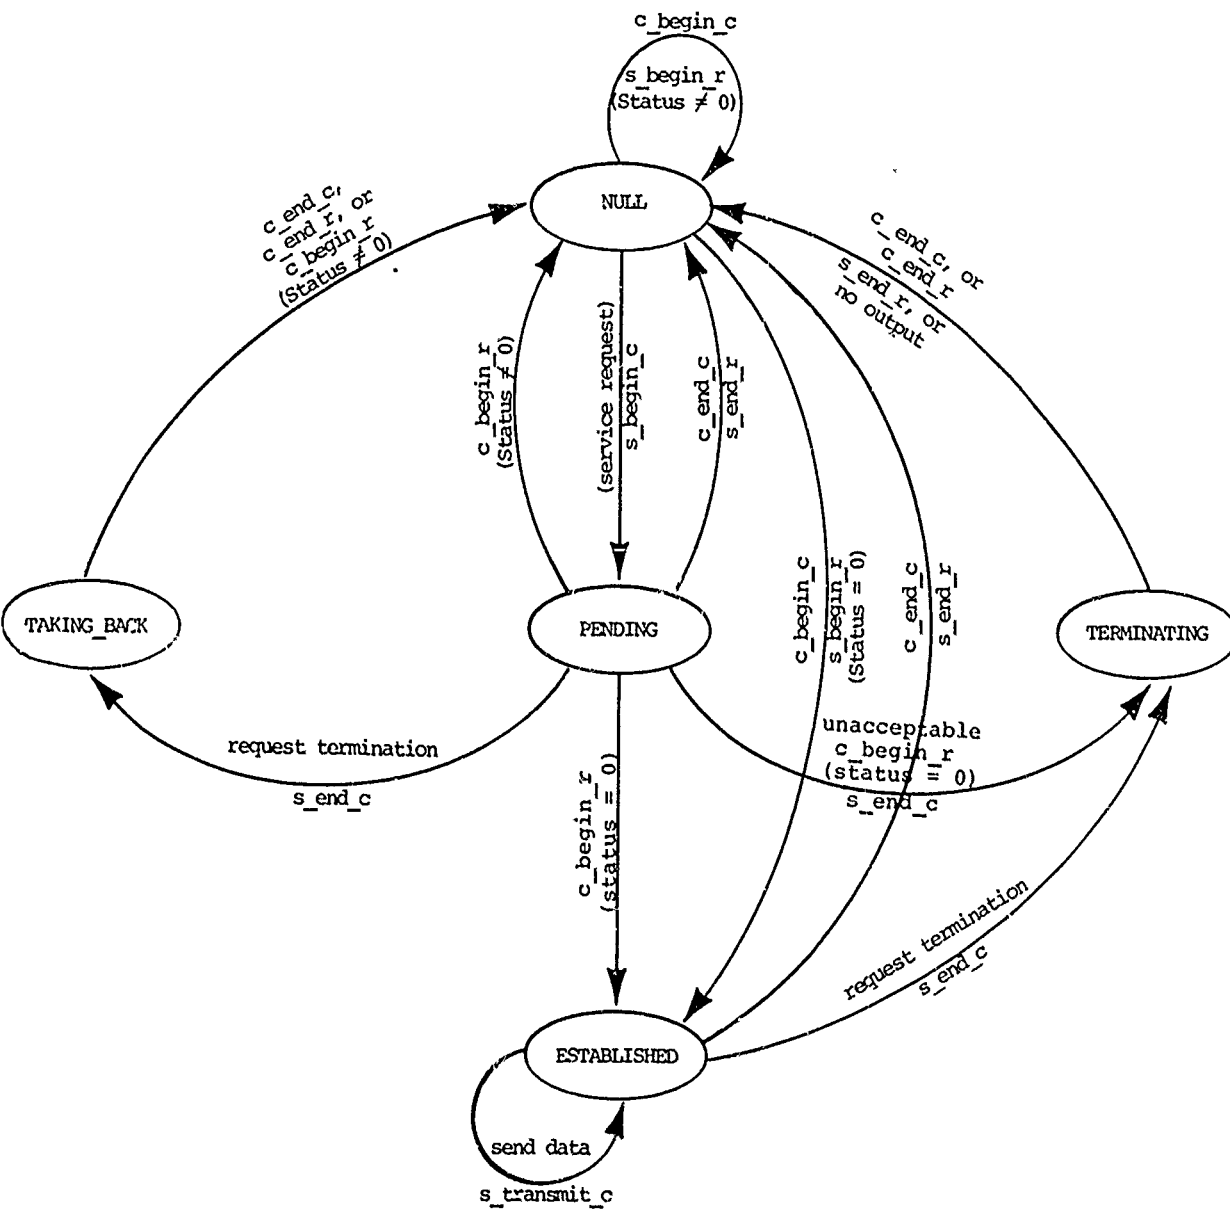 c_begin_c
s_begin_r
(Status ≠ 0)
NULL
c_end_c,
c_end_r, or
c_begin_r
(Status ≠ 0)
c_end_c, or
c_end_r
s_end_r, or
no output
c_begin_r
(Status ≠ 0)
(service request)
s_begin_c
c_end_c
s_end_r
c_begin_c
s_begin_r
(Status = 0)
c_end_c
s_end_r
TAKING_BACK
PENDING
TERMINATING
request termination
s_end_c
unacceptable
c_begin_r
(status = 0)
s_end_c
c_begin_r
(status = 0)
request termination
s_end_c
ESTABLISHED
send data
s_transmit_c